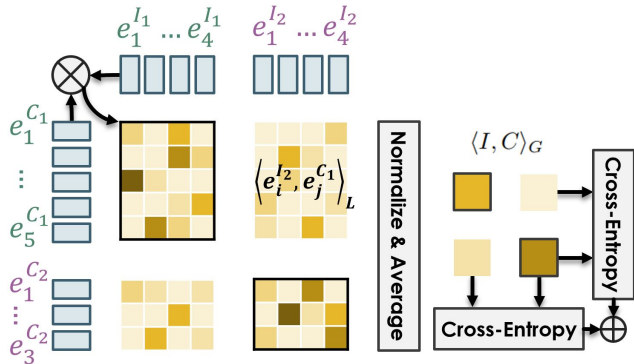 e_1^{I_1} ... e_4^{I_1}
e_1^{I_2} ... e_4^{I_2}
e_1^{C_1}
...
e_5^{C_1}
⟨e_i^{I_2}, e_j^{C_1}⟩_L
e_1^{C_2}
...
e_3^{C_2}
Normalize & Average
⟨I, C⟩_G
Cross-Entropy
Cross-Entropy